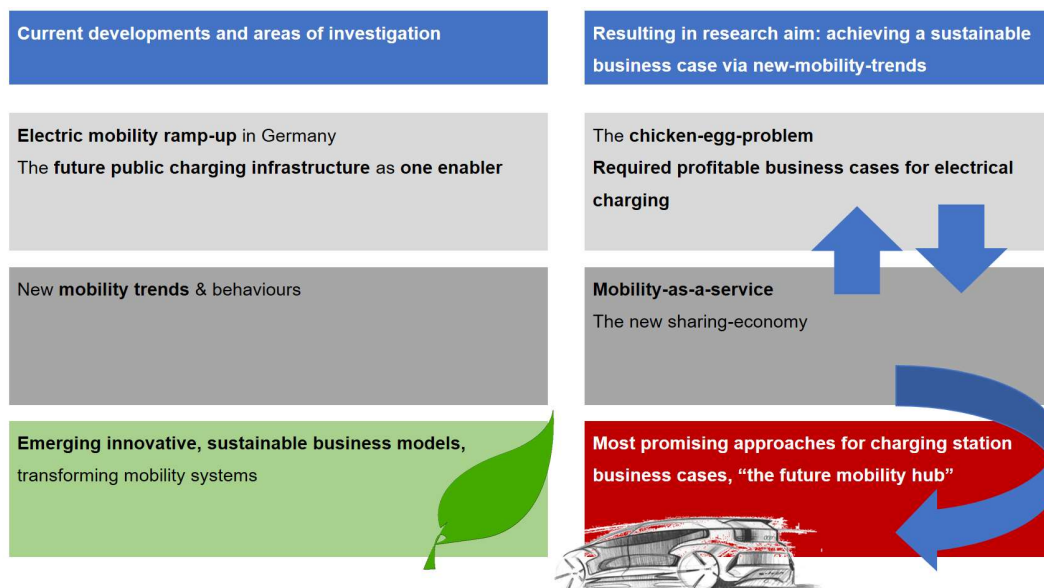 Current developments and areas of investigation
Resulting in research aim: achieving a sustainable
business case via new-mobility-trends
Electric mobility ramp-up in Germany
The future public charging infrastructure as one enabler
The chicken-egg-problem
Required profitable business cases for electrical
charging
New mobility trends & behaviours
Mobility-as-a-service
The new sharing-economy
Emerging innovative, sustainable business models,
transforming mobility systems
Most promising approaches for charging station
business cases, “the future mobility hub”